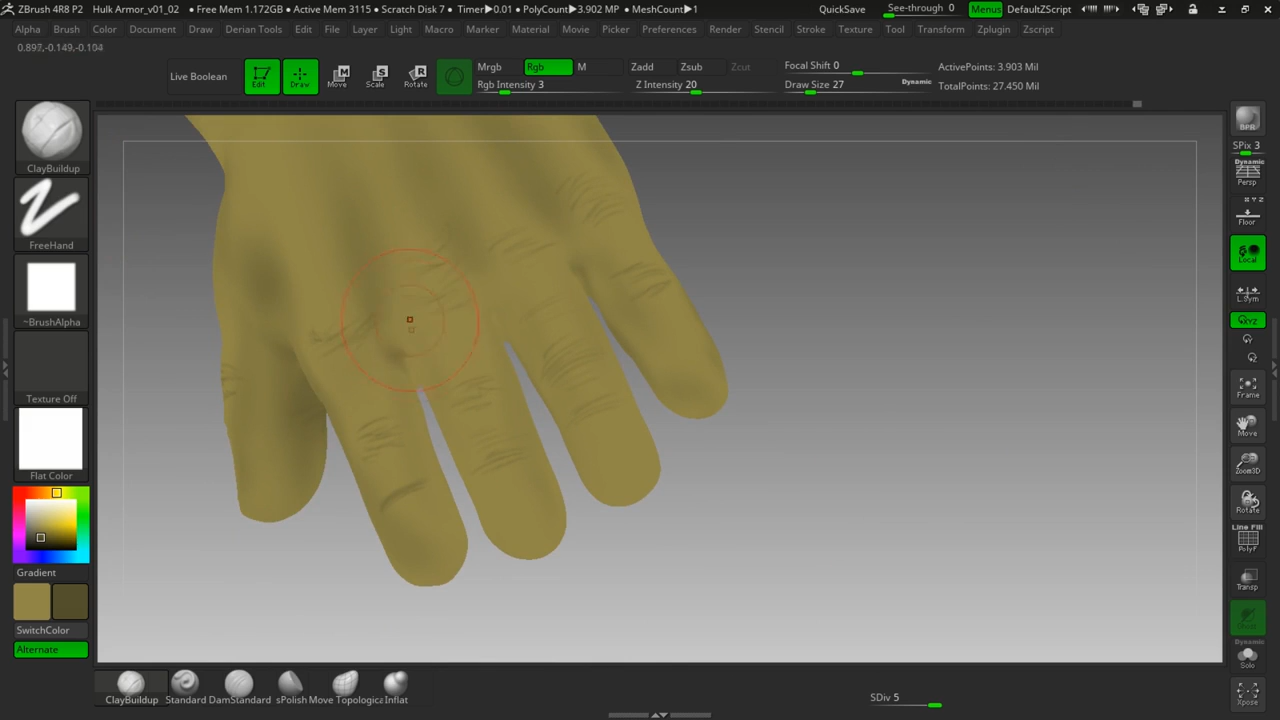 ZBrush 4R8 P2 Hulk Armor_v01_02 • Free Mem 1.172GB • Active Mem 3115 • Scratch Disk 7 • Timer▶0.01 • PolyCount▶3.902 MP • MeshCount▶1 QuickSave See-through 0 Menus DefaultZScript
Alpha Brush Color Document Draw Derian Tools Edit File Layer Light Macro Marker Material Movie Picker Preferences Render Stencil Stroke Texture Tool Transform Zplugin Zscript
0.897,-0.149,-0.104
Live Boolean Edit Draw Move Scale Rotate Mrgb Rgb M Zadd Zsub Zcut Focal Shift 0 ActivePoints: 3.903 Mil
Rgb Intensity 3 Z Intensity 20 Draw Size 27 Dynamic TotalPoints: 27.450 Mil
ClayBuildup
FreeHand
~BrushAlpha
Texture Off
Flat Color
Gradient
SwitchColor
Alternate
BPR
SPix 3
Dynamic
Persp
X Y Z
Floor
Local
L.Sym
XYZ
Y
Z
Frame
Move
Zoom3D
Rotate
Line Fill
PolyF
Transp
Ghost
Dynamic
Solo
Xpose
ClayBuildup Standard DamStandard sPolish Move Topologica Inflat
SDiv 5